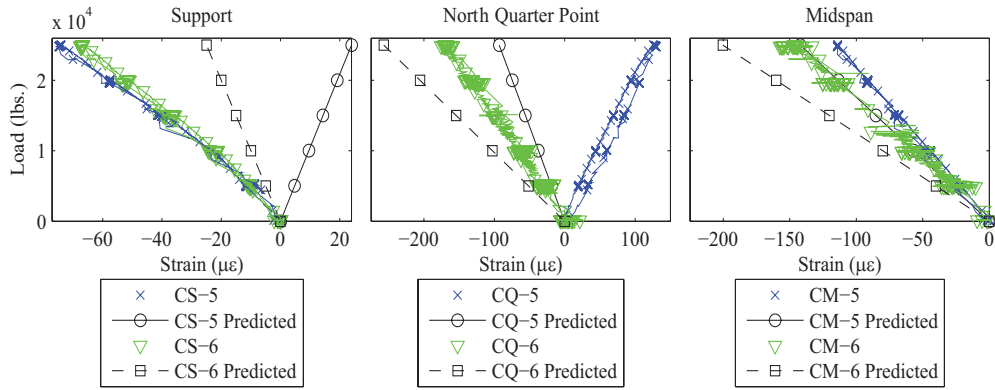 x 10⁴
Support
North Quarter Point
Midspan
Load (lbs.)
2
1
0
−60 −40 −20 0 20
−200 −100 0 100
−200 −150 −100 −50 0
Strain (με)
Strain (με)
Strain (με)
CS−5
CS−5 Predicted
CS−6
CS−6 Predicted
CQ−5
CQ−5 Predicted
CQ−6
CQ−6 Predicted
CM−5
CM−5 Predicted
CM−6
CM−6 Predicted